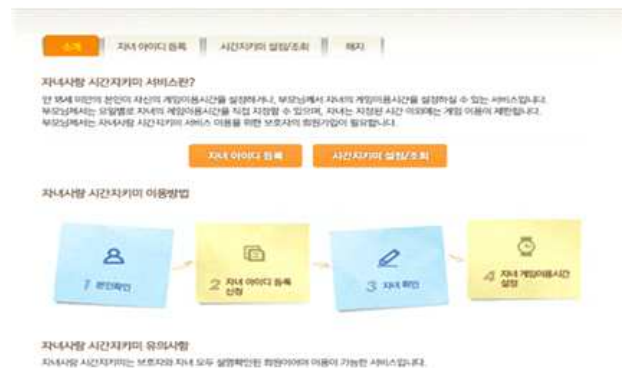 소개 자녀 아이디 등록 시간지키미 설정/조회 해지
자녀사랑 시간지키미 서비스란?
만 18세 미만의 본인이 자신의 게임이용시간을 설정하거나, 부모님께서 자녀의 게임이용시간을 설정하실 수 있는 서비스입니다.
부모님께서는 요일별로 자녀의 게임이용시간을 직접 지정할 수 있으며, 자녀는 지정된 시간 이외에는 게임 이용이 제한됩니다.
부모님께서는 자녀사랑 시간지키미 서비스 이용을 위한 보호자의 회원가입이 필요합니다.
자녀 아이디 등록 시간지키미 설정/조회
자녀사랑 시간지키미 이용방법
1 본인확인
2 자녀 아이디 등록
신청
3 자녀 확인
4 자녀 게임이용시간
설정
자녀사랑 시간지키미 유의사항
자녀사랑 시간지키미는 보호자와 자녀 모두 실명확인된 회원이어야 이용이 가능한 서비스입니다.